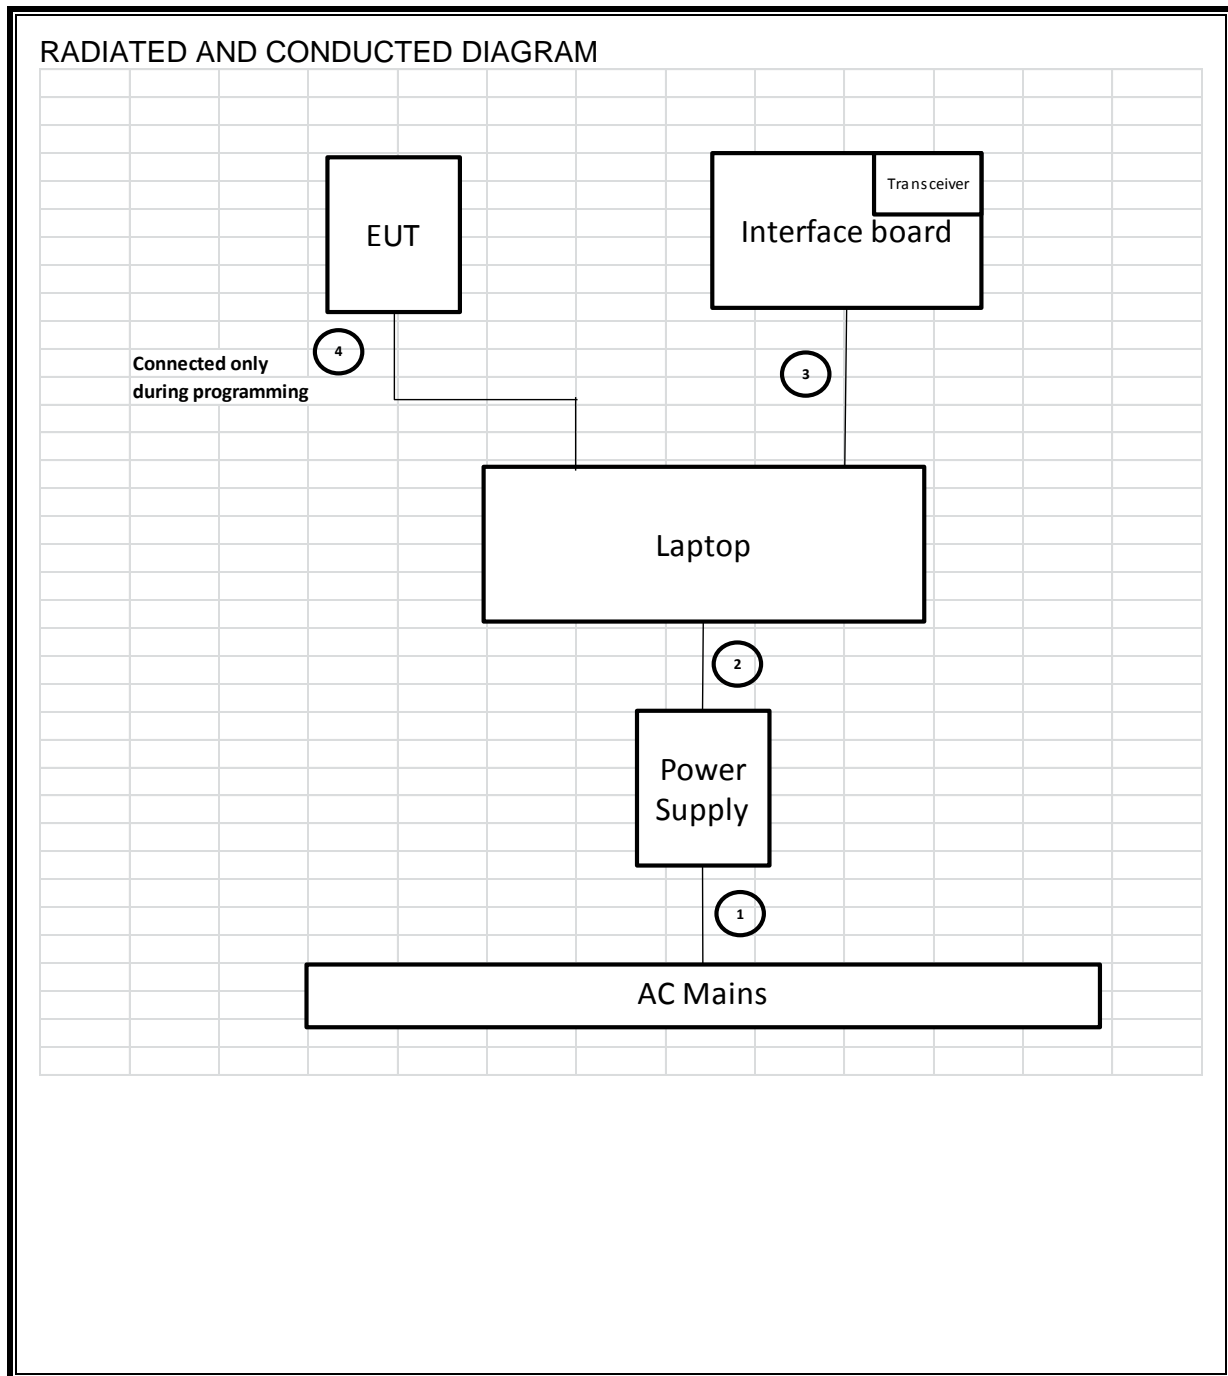 RADIATED AND CONDUCTED DIAGRAM
Transceiver
EUT
Interface board
4
Connected only
during programming
3
Laptop
2
Power
Supply
1
AC Mains